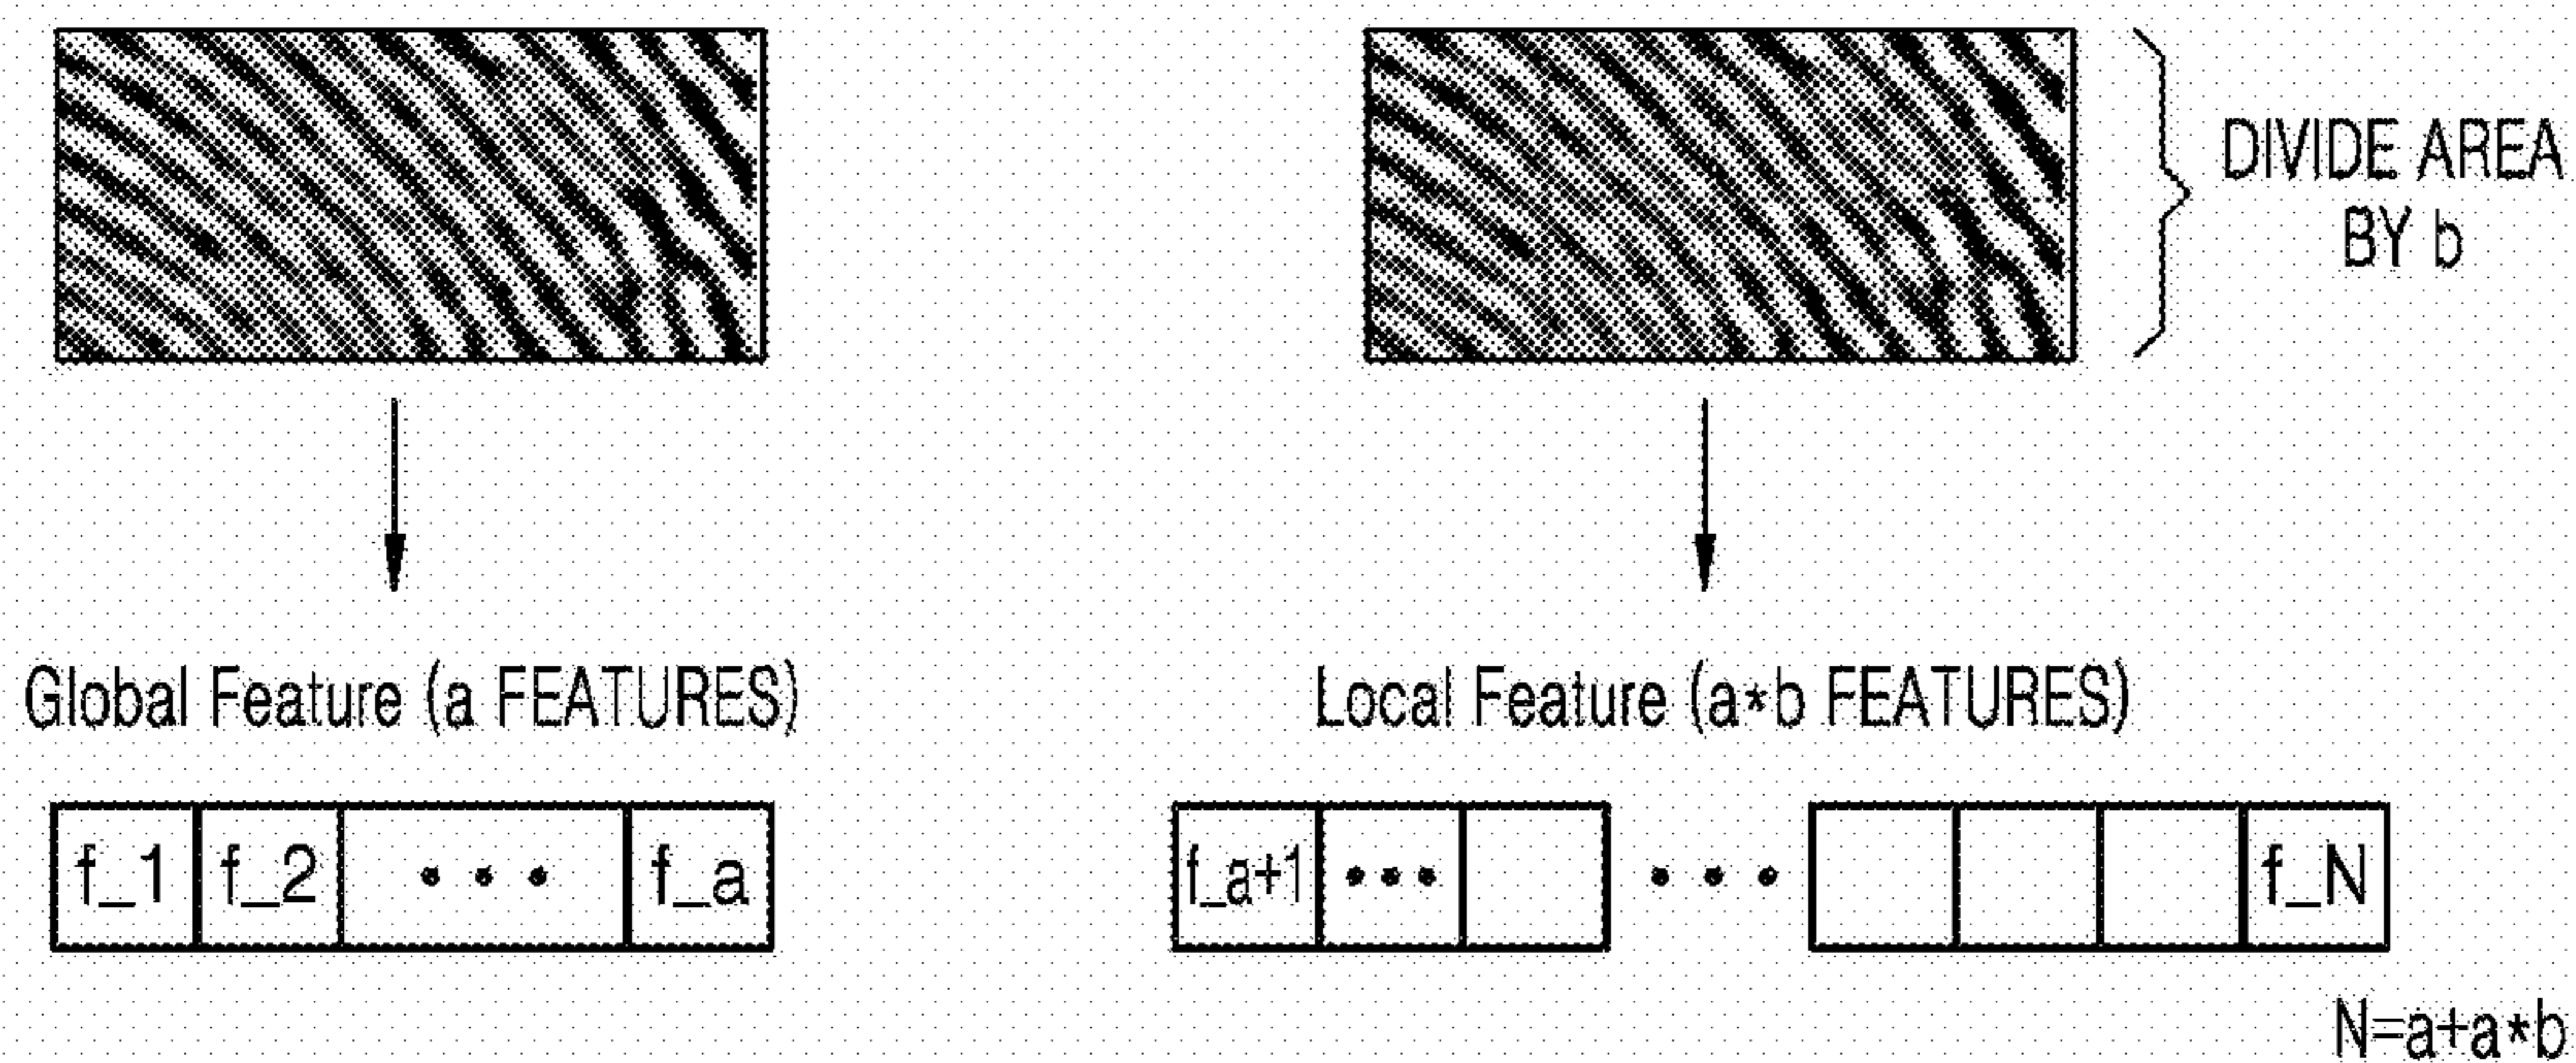 DIVIDE AREA
BY b
Global Feature (a FEATURES)
Local Feature (a*b FEATURES)
f_1 f_2 ••• f_a
f_a+1 ••• ••• f_N
N=a+a*b